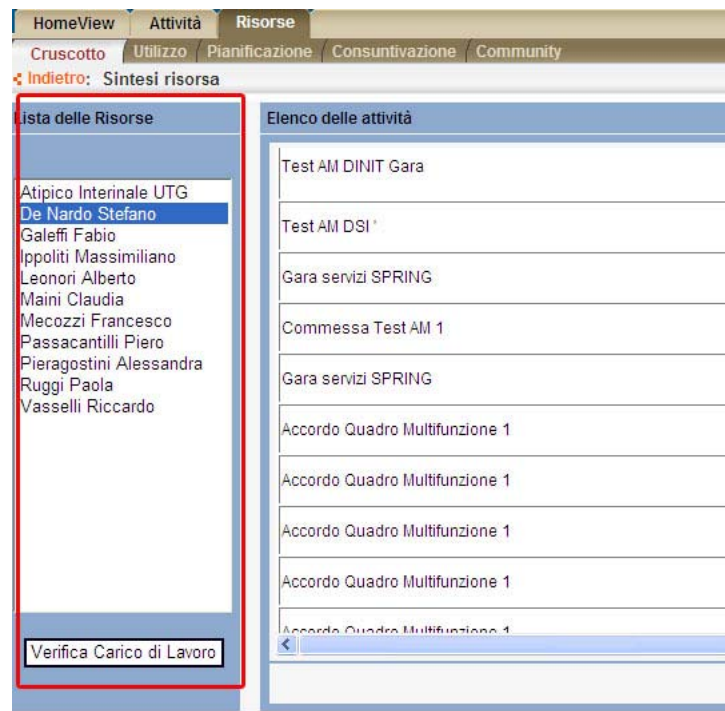 HomeView Attività Risorse
Cruscotto Utilizzo Pianificazione Consuntivazione Community
Indietro: Sintesi risorsa
Lista delle Risorse
Atipico Interinale UTG
De Nardo Stefano
Galeffi Fabio
Ippoliti Massimiliano
Leonori Alberto
Maini Claudia
Mecozzi Francesco
Passacantilli Piero
Pieragostini Alessandra
Ruggi Paola
Vasselli Riccardo
Verifica Carico di Lavoro
Elenco delle attività
Test AM DINIT Gara
Test AM DSI '
Gara servizi SPRING
Commessa Test AM 1
Gara servizi SPRING
Accordo Quadro Multifunzione 1
Accordo Quadro Multifunzione 1
Accordo Quadro Multifunzione 1
Accordo Quadro Multifunzione 1
Accordo Quadro Multifunzione 1